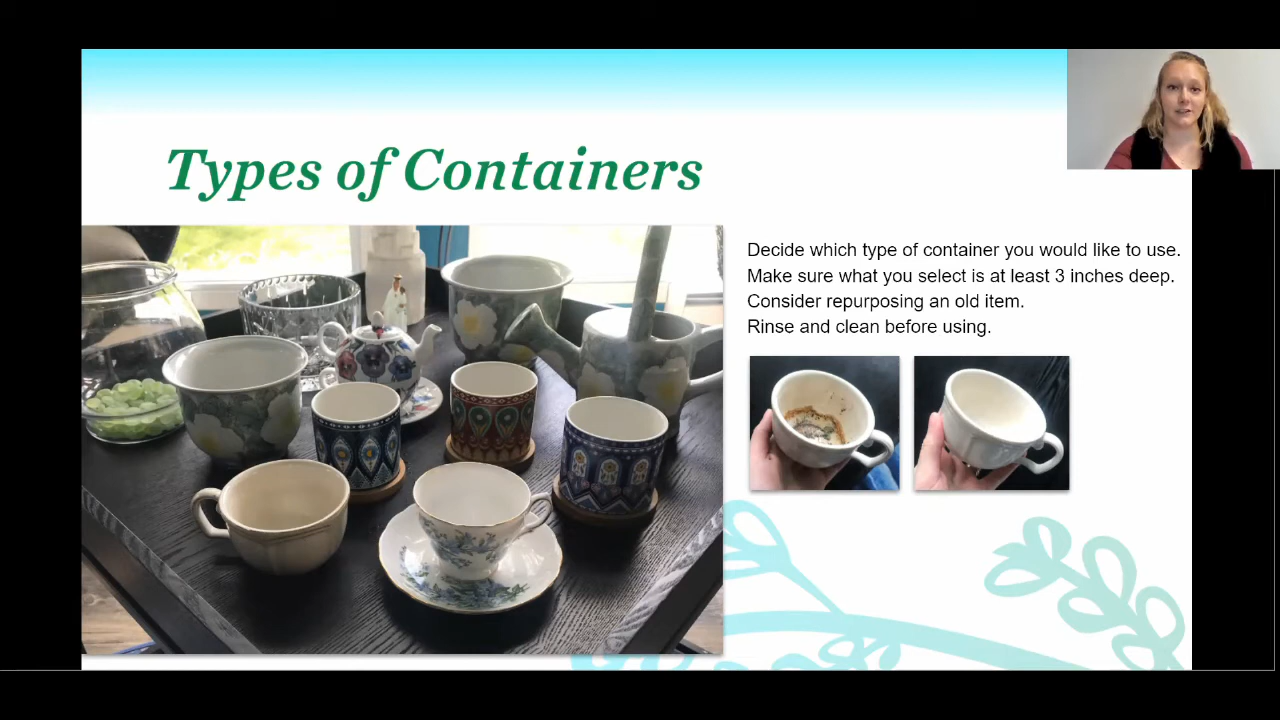 Types of Containers
Decide which type of container you would like to use.
Make sure what you select is at least 3 inches deep.
Consider repurposing an old item.
Rinse and clean before using.